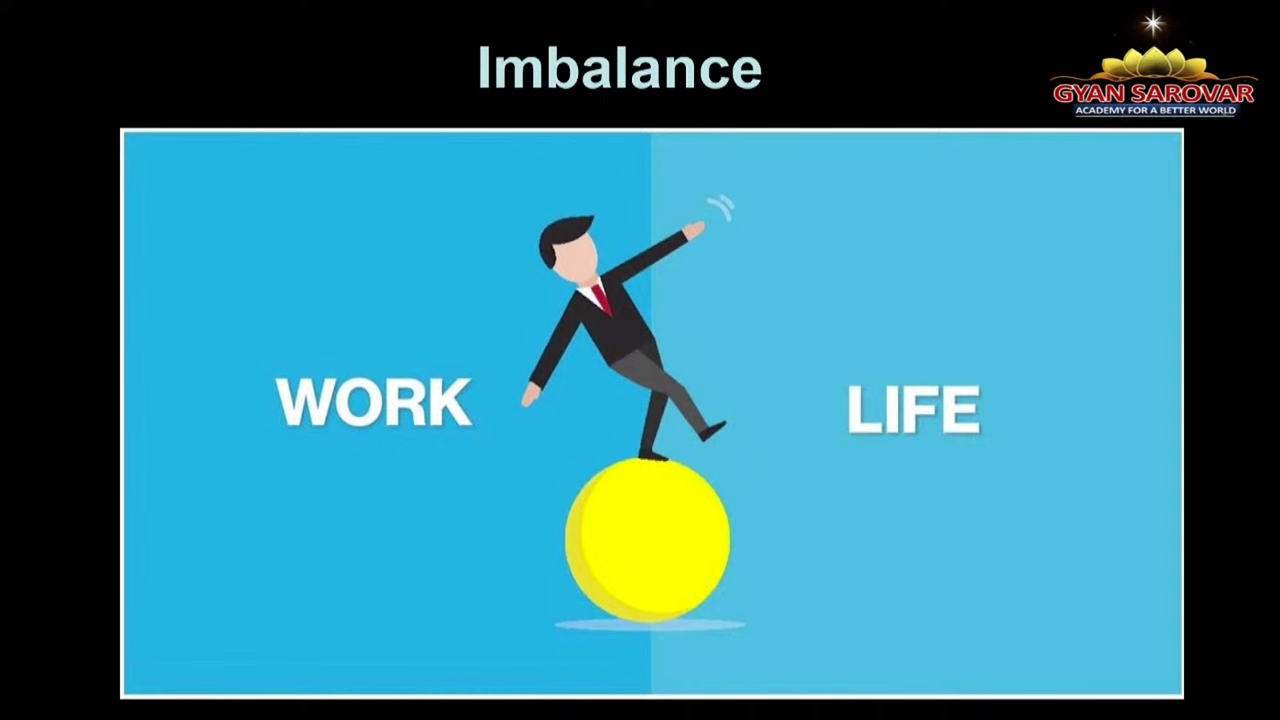 Imbalance
GYAN SAROVAR
ACADEMY FOR A BETTER WORLD
WORK
LIFE